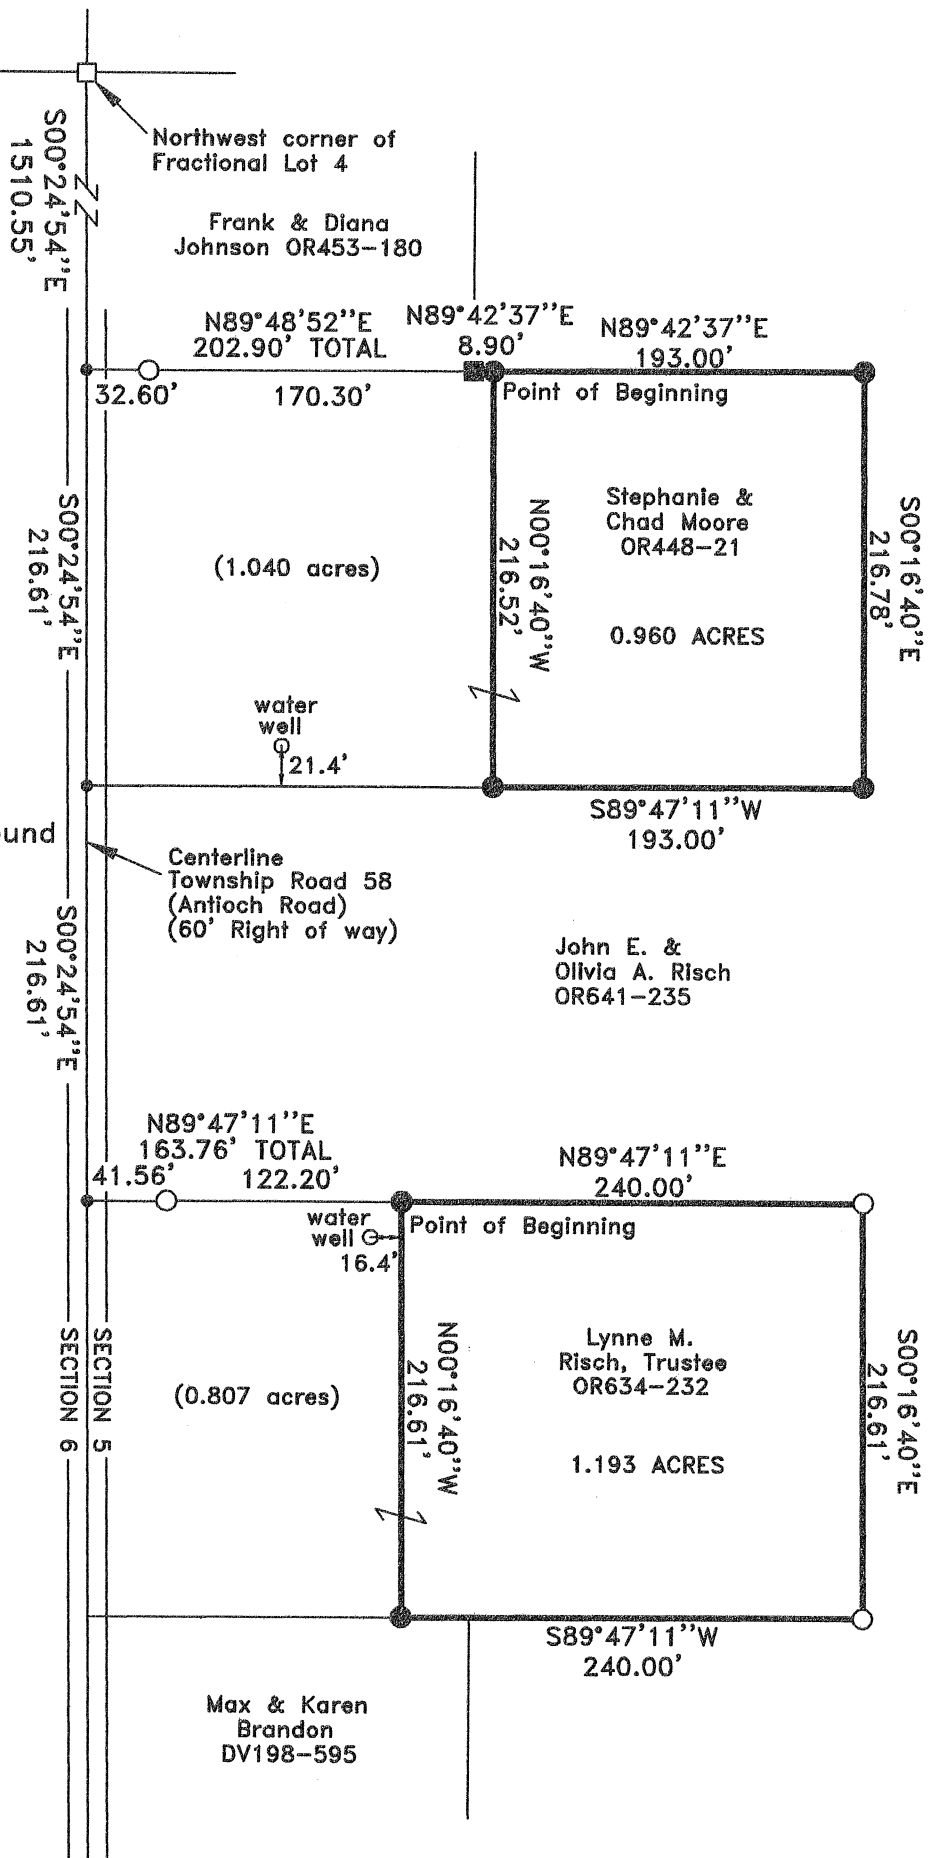 Northwest corner of
Fractional Lot 4
S00°24'54''E
1510.55'
Frank & Diana
Johnson OR453-180
N89°48'52''E
202.90' TOTAL
32.60'
170.30'
N89°42'37''E
8.90'
N89°42'37''E
193.00'
Point of Beginning
Stephanie &
Chad Moore
OR448-21
0.960 ACRES
S00°16'40''E
216.78'
N00°16'40''W
216.52'
(1.040 acres)
S00°24'54''E
216.61'
water
well
21.4'
S89°47'11''W
193.00'
Centerline
Township Road 58
(Antioch Road)
(60' Right of way)
John E. &
Olivia A. Risch
OR641-235
S00°24'54''E
216.61'
N89°47'11''E
163.76' TOTAL
41.56'
122.20'
N89°47'11''E
240.00'
water
well
16.4'
Point of Beginning
Lynne M.
Risch, Trustee
OR634-232
1.193 ACRES
S00°16'40''E
216.61'
N00°16'40''W
216.61'
(0.807 acres)
SECTION 5
SECTION 6
S89°47'11''W
240.00'
Max & Karen
Brandon
DV198-595